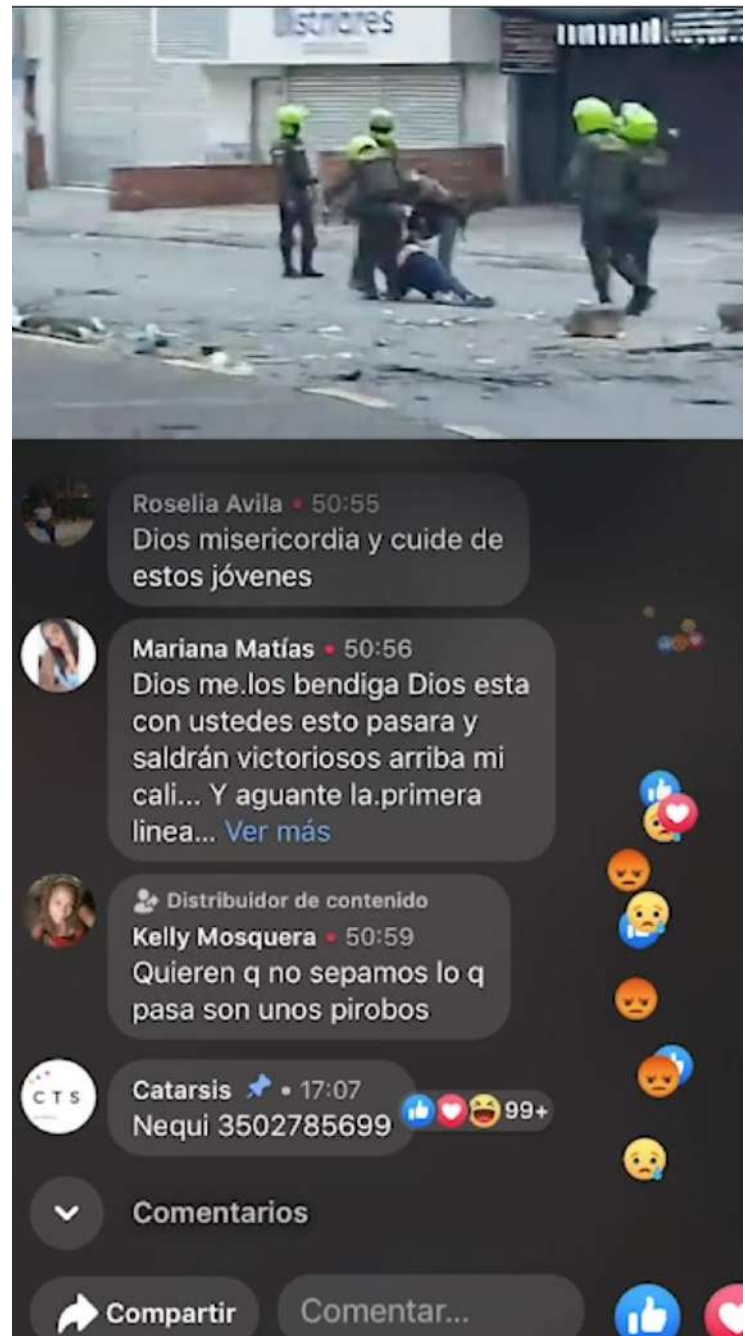 Distriores
Roselia Avila • 50:55
Dios misericordia y cuide de
estos jóvenes
Mariana Matías • 50:56
Dios me.los bendiga Dios esta
con ustedes esto pasara y
saldrán victoriosos arriba mi
cali... Y aguante la.primera
linea... Ver más
Distribuidor de contenido
Kelly Mosquera • 50:59
Quieren q no sepamos lo q
pasa son unos pirobos
CTS
Catarsis • 17:07
Nequi 3502785699
99+
Comentarios
Compartir
Comentar...